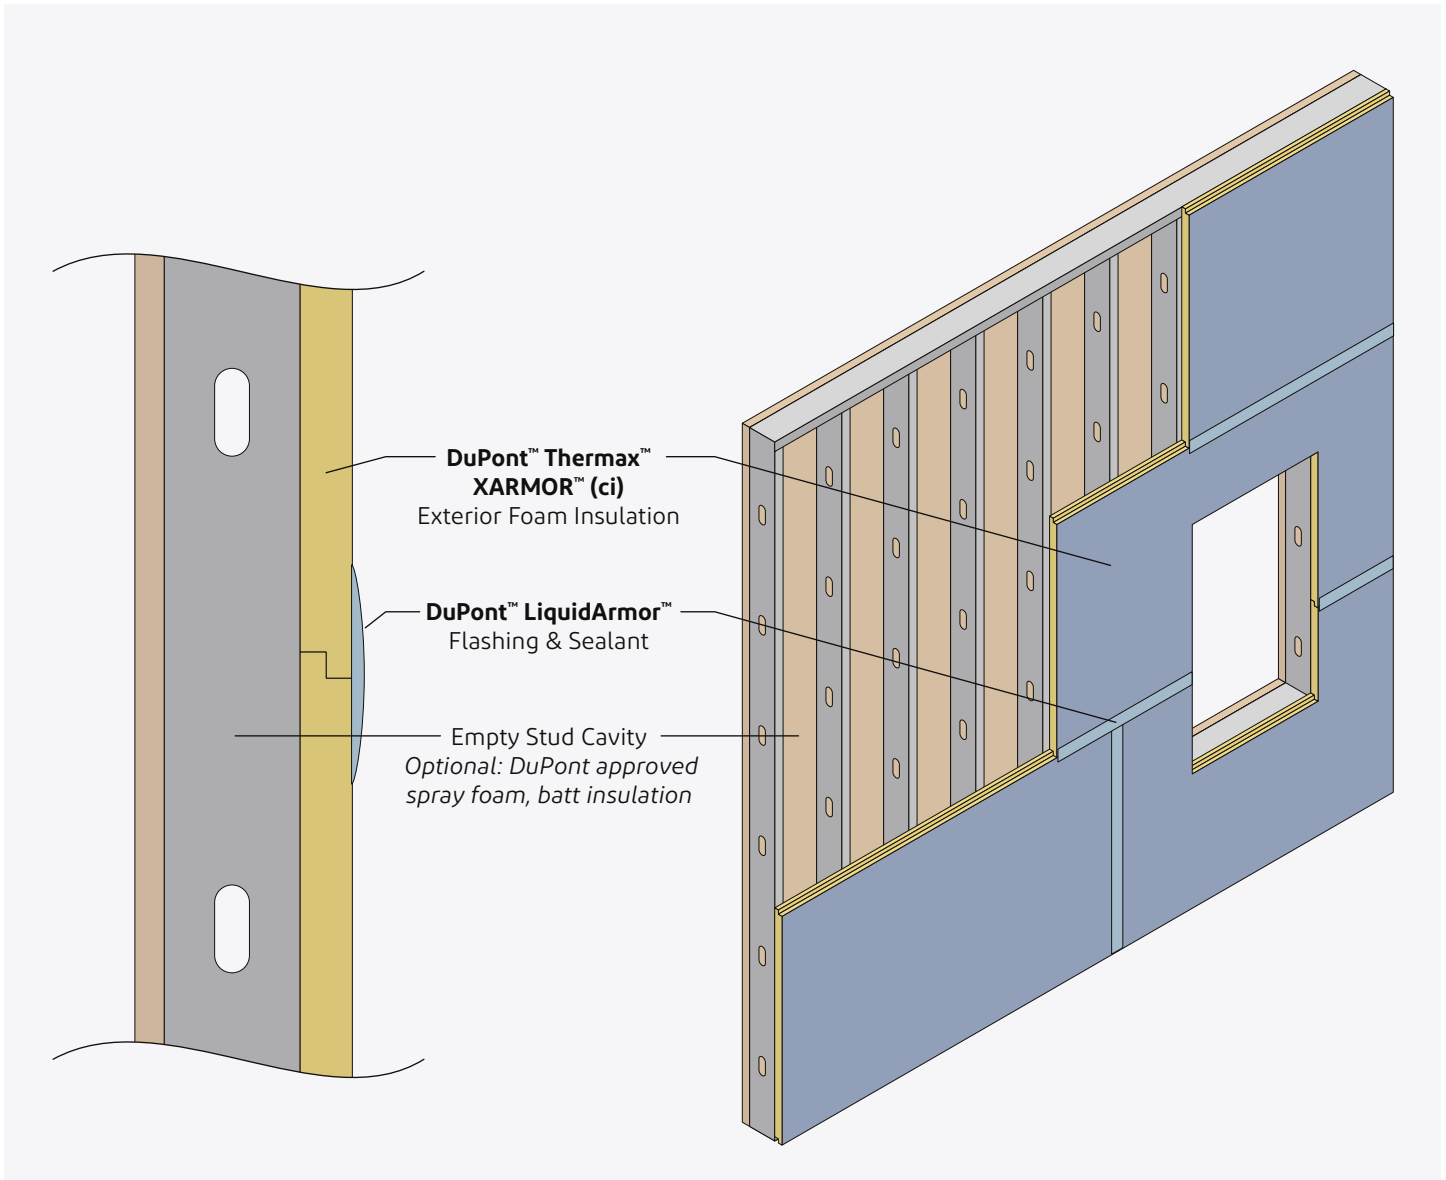 DuPont™ Thermax™
XARMOR™ (ci)
Exterior Foam Insulation
DuPont™ LiquidArmor™
Flashing & Sealant
Empty Stud Cavity
Optional: DuPont approved
spray foam, batt insulation